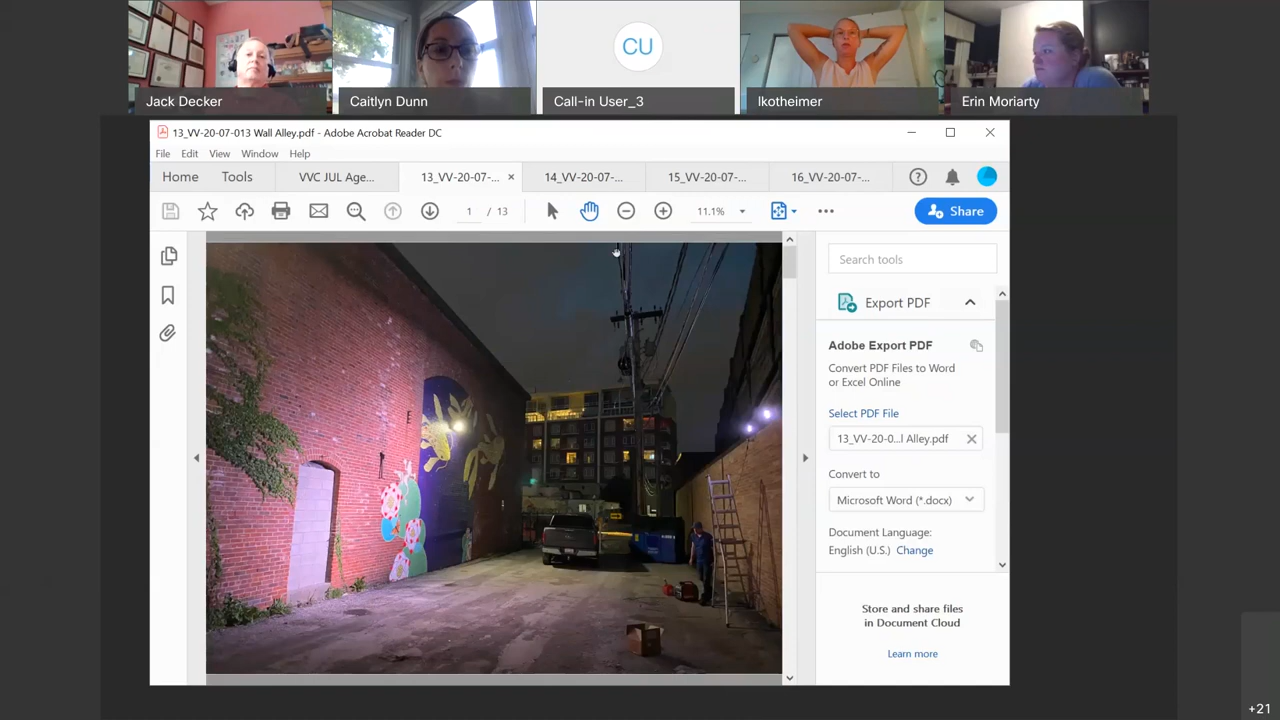 CU
Jack Decker
Caitlyn Dunn
Call-in User_3
lkotheimer
Erin Moriarty
13_VV-20-07-013 Wall Alley.pdf - Adobe Acrobat Reader DC
File Edit View Window Help
Home Tools VVC JUL Age... 13_VV-20-07-... 14_VV-20-07-... 15_VV-20-07-... 16_VV-20-07-...
1 / 13 11.1% Share
Search tools
Export PDF
Adobe Export PDF
Convert PDF Files to Word
or Excel Online
Select PDF File
13_VV-20-0...l Alley.pdf
Convert to
Microsoft Word (*.docx)
Document Language:
English (U.S.) Change
Store and share files
in Document Cloud
Learn more
+21